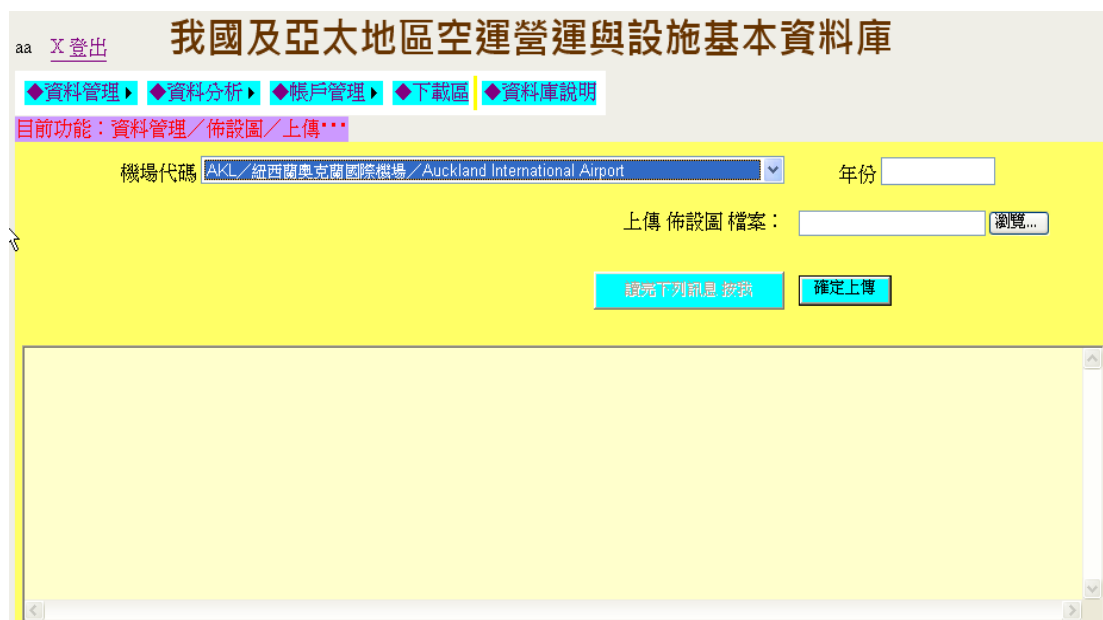 aa X 登出 我國及亞太地區空運營運與設施基本資料庫
◆資料管理 ◆資料分析 ◆帳戶管理 ◆下載區 ◆資料庫說明
目前功能：資料管理／佈設圖／上傳…
機場代碼 AKL／紐西蘭奧克蘭國際機場／Auckland International Airport 年份
上傳 佈設圖 檔案： 瀏覽...
讀完下列訊息 按我 確定上傳